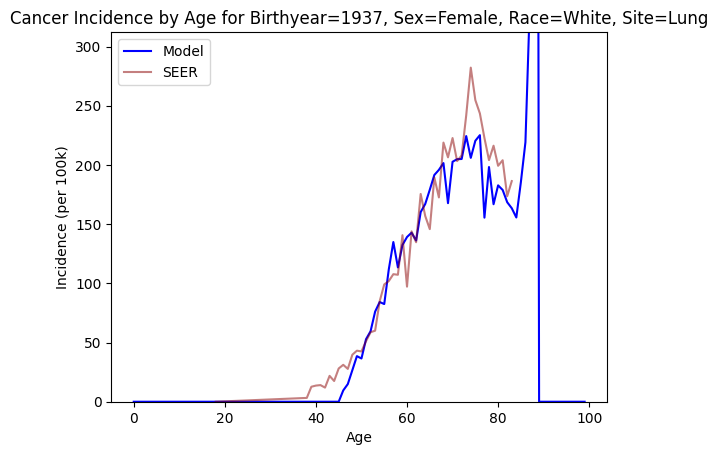 Cancer Incidence by Age for Birthyear=1937, Sex=Female, Race=White, Site=Lung
Model
SEER
Incidence (per 100k)
300
250
200
150
100
50
0
0 20 40 60 80 100
Age